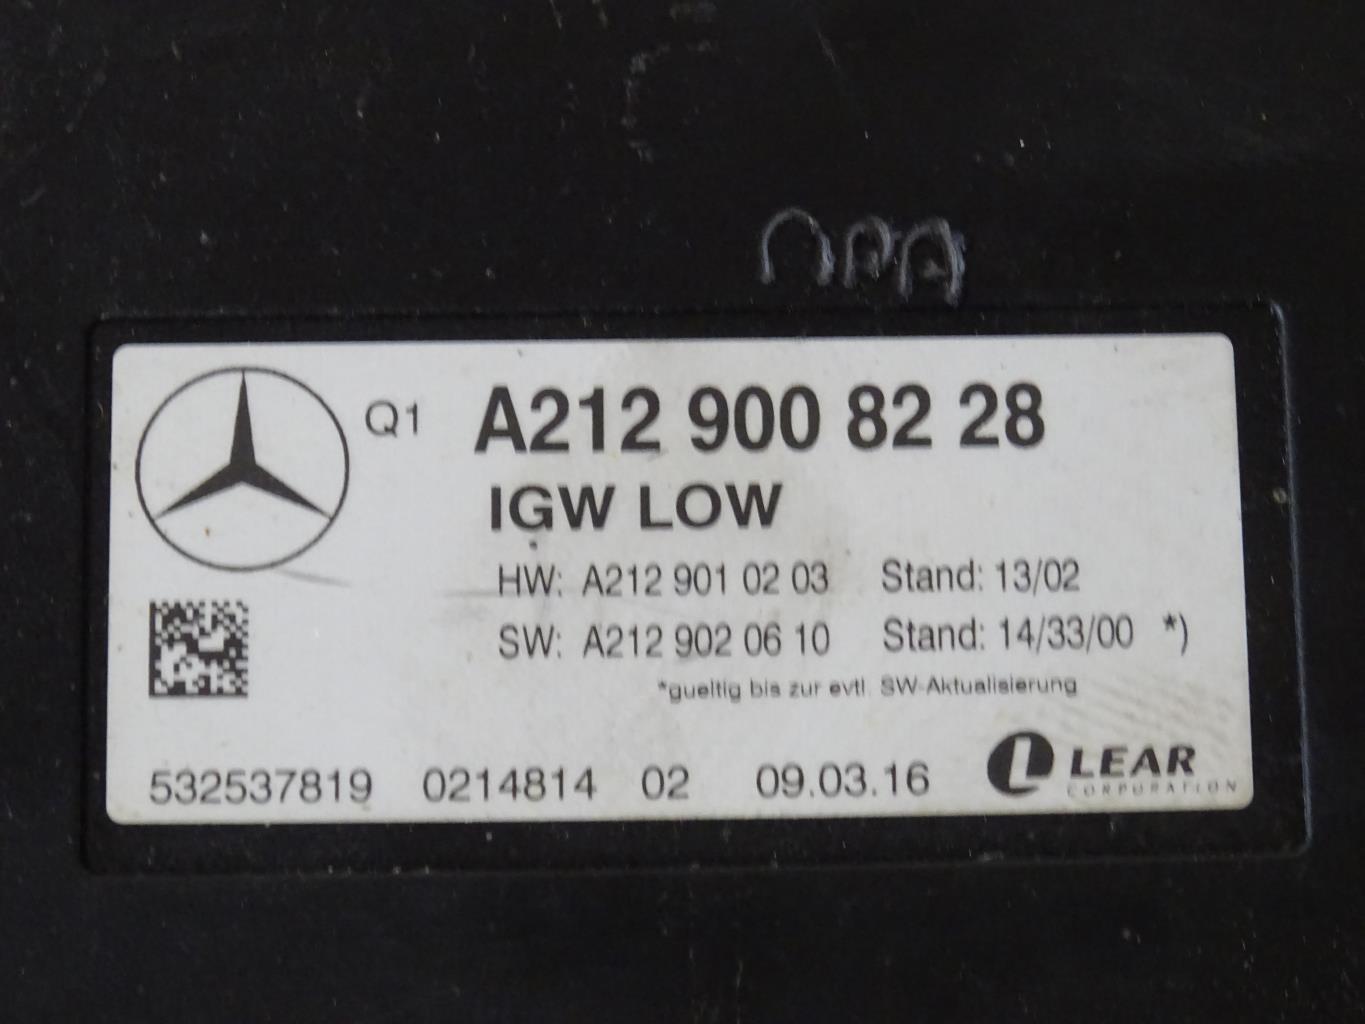 Q1 A212 900 82 28
IGW LOW
HW: A212 901 02 03 Stand: 13/02
SW: A212 902 06 10 Stand: 14/33/00 *)
*gueltig bis zur evtl. SW-Aktualisierung
532537819 0214814 02 09.03.16
L LEAR
CORPORATION